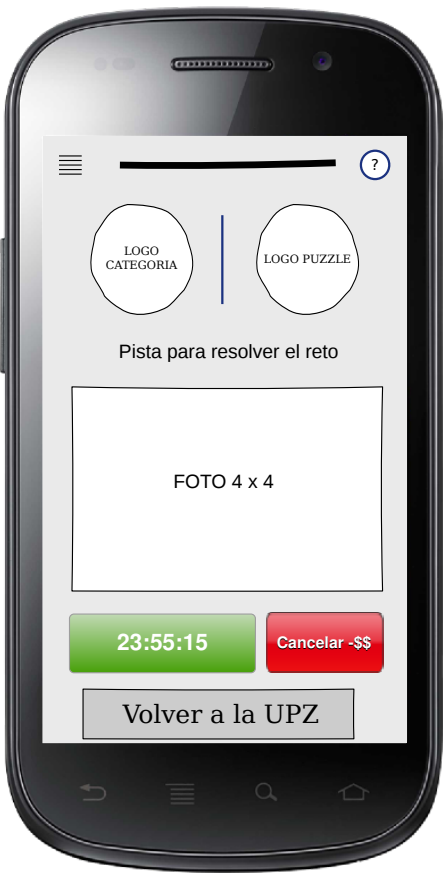 ?
LOGO
CATEGORIA
LOGO PUZZLE
Pista para resolver el reto
FOTO 4 x 4
23:55:15
Cancelar -$$
Volver a la UPZ